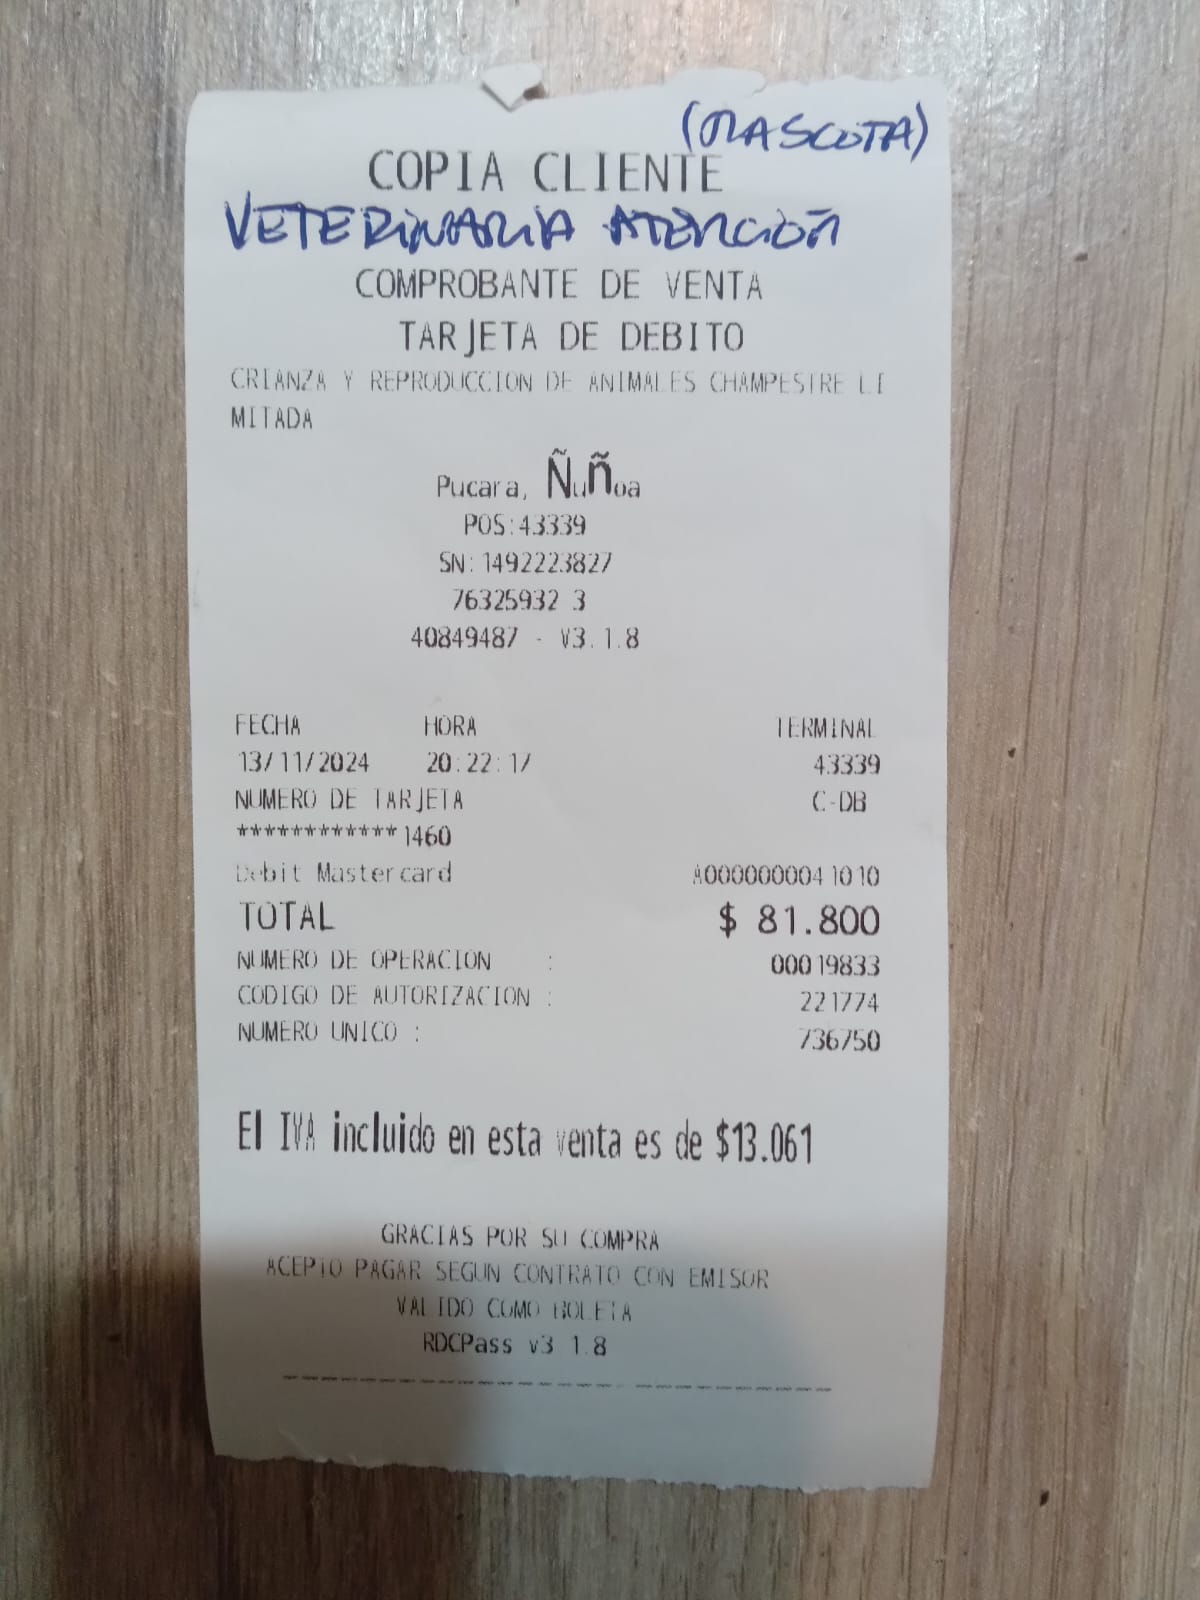 (MASCOTA)
COPIA CLIENTE
VETERINARIA ATENCIÓN
COMPROBANTE DE VENTA
TARJETA DE DEBITO
CRIANZA Y REPRODUCCION DE ANIMALES CHAMPESTRE LI
MITADA
Pucara, ÑuÑoa
POS:43339
SN:1492223827
76325932 3
40849487 - V3.1.8
FECHA HORA TERMINAL
13/11/2024 20:22:17 43339
NUMERO DE TARJETA C-DB
************1460
Debit Mastercard A0000000041010
TOTAL $ 81.800
NUMERO DE OPERACION : 00019833
CODIGO DE AUTORIZACION : 221774
NUMERO UNICO : 736750
El IVA incluido en esta venta es de $13.061
GRACIAS POR SU COMPRA
ACEPTO PAGAR SEGUN CONTRATO CON EMISOR
VALIDO COMO BOLETA
RDCPass v3 1.8